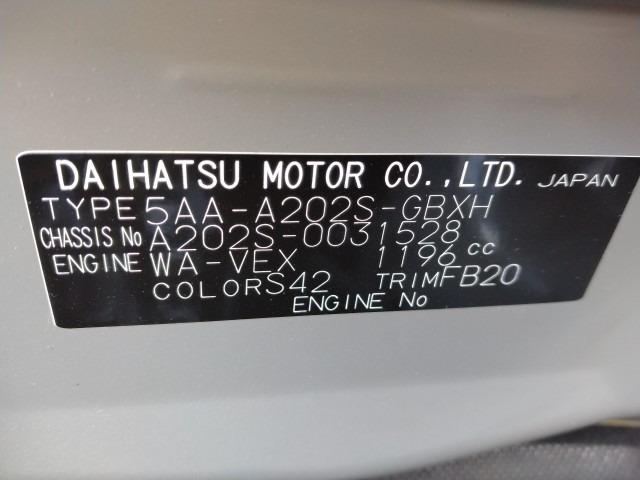 DAIHATSU MOTOR CO.,LTD. JAPAN
TYPE 5AA-A202S-GBXH
CHASSIS No A202S-0031528
ENGINE WA-VEX 1196 cc
COLOR S42 TRIM FB20
ENGINE No